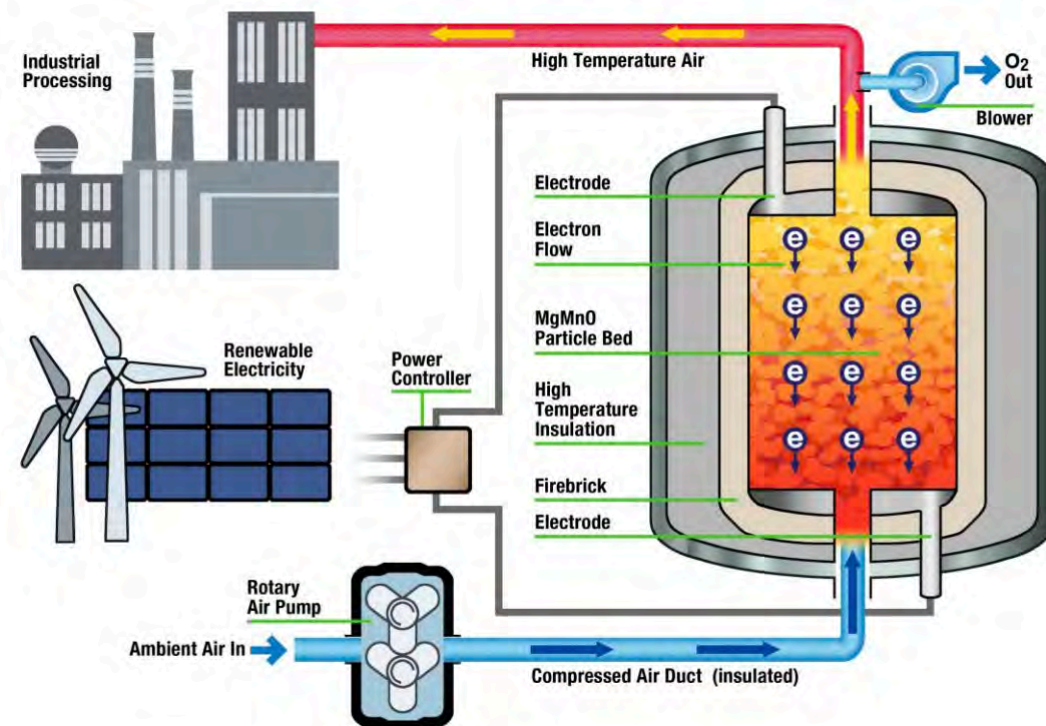 Industrial
Processing
High Temperature Air
O2
Out
Blower
Electrode
Electron
Flow
e e e
MgMnO
Particle Bed
e e e
Renewable
Electricity
Power
Controller
High
Temperature
Insulation
e e e
e e e
Firebrick
Electrode
Rotary
Air Pump
Ambient Air In
Compressed Air Duct (insulated)